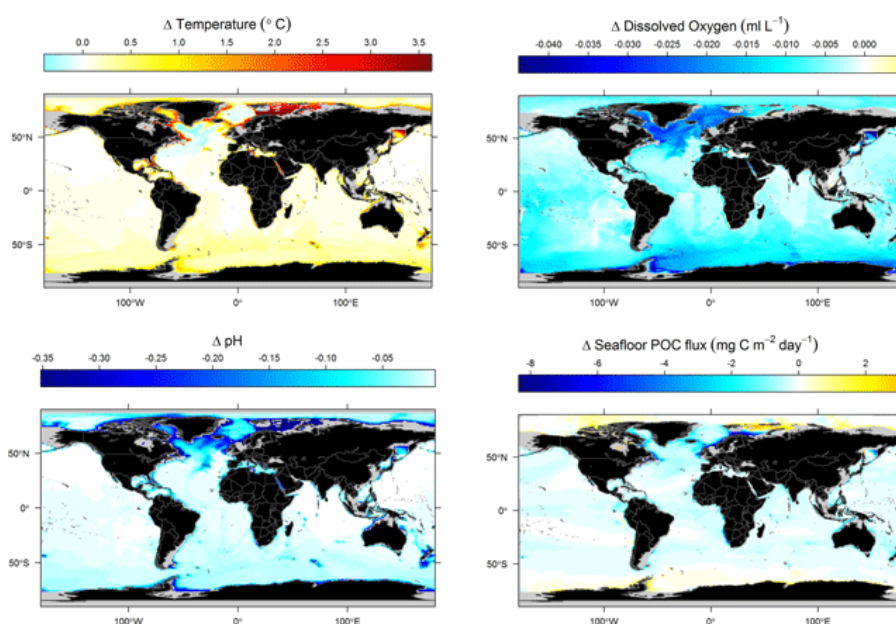 Δ Temperature (° C)
0.0 1.0 1.5 2.0 2.5 3.0 3.5
50°N
0°
50°S
100°W 0° 100°E
Δ Dissolved Oxygen (ml L⁻¹)
-0.040 -0.035 -0.030 -0.025 -0.020 -0.015 -0.010 -0.005 0.000
50°N
0°
50°S
100°W 0° 100°E
Δ pH
-0.35 -0.30 -0.25 -0.20 -0.15 -0.10 -0.05
50°N
0°
50°S
100°W 0° 100°E
Δ Seafloor POC flux (mg C m⁻² day⁻¹)
-8 -6 -4 -2 0 2
50°N
0°
50°S
100°W 0° 100°E